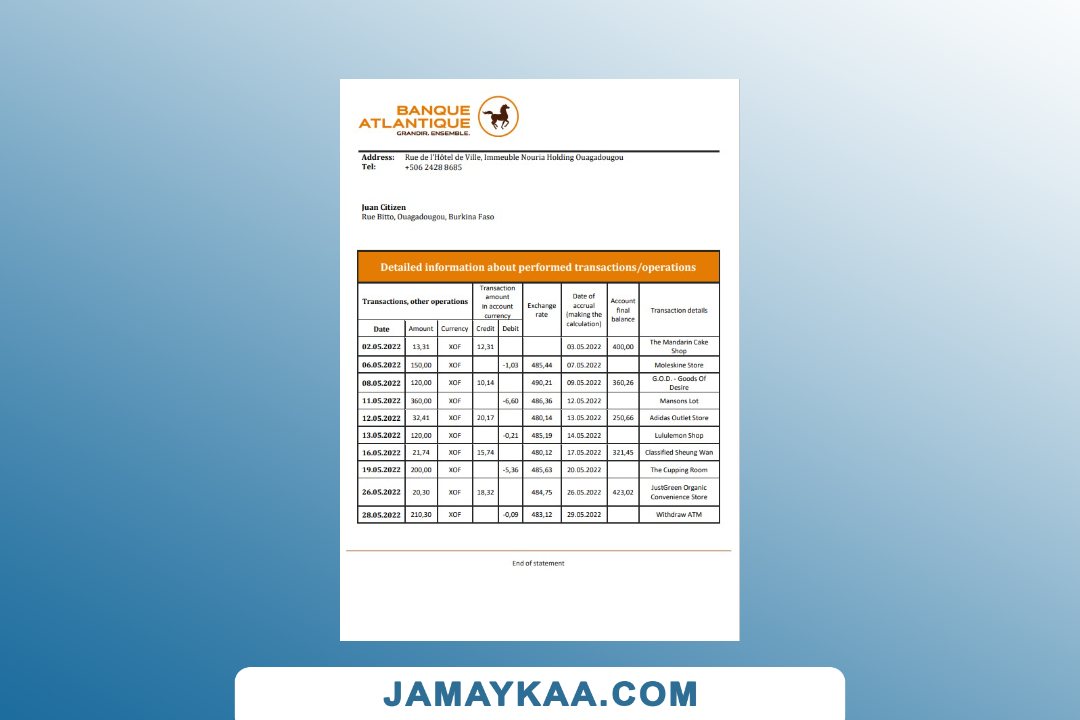 BANQUE
ATLANTIQUE
GRANDIR. ENSEMBLE.
Address: Rue de l'Hôtel de Ville, Immeuble Nouria Holding Ouagadougou
Tel: +506 2428 8685
Juan Citizen
Rue Bitto, Ouagadougou, Burkina Faso
Detailed information about performed transactions/operations
Transactions, other operations
Transaction
amount
in account
currency
Exchange
rate
Date of
accrual
(making the
calculation)
Account
final
balance
Transaction details
Date Amount Currency Credit Debit
02.05.2022 13,31 XOF 12,31 03.05.2022 400,00 The Mandarin Cake
Shop
06.05.2022 150,00 XOF -1,03 485,44 07.05.2022 Moleskine Store
08.05.2022 120,00 XOF 10,14 490,21 09.05.2022 360,26 G.O.D. - Goods Of
Desire
11.05.2022 360,00 XOF -6,60 486,36 12.05.2022 Mansons Lot
12.05.2022 32,41 XOF 20,17 480,14 13.05.2022 250,66 Adidas Outlet Store
13.05.2022 120,00 XOF -0,21 485,19 14.05.2022 Lululemon Shop
16.05.2022 21,74 XOF 15,74 480,12 17.05.2022 321,45 Classified Sheung Wan
19.05.2022 200,00 XOF -5,36 485,63 20.05.2022 The Cupping Room
26.05.2022 20,30 XOF 18,32 484,75 26.05.2022 423,02 JustGreen Organic
Convenience Store
28.05.2022 210,30 XOF -0,09 483,12 29.05.2022 Withdraw ATM
End of statement
JAMAYKAA.COM